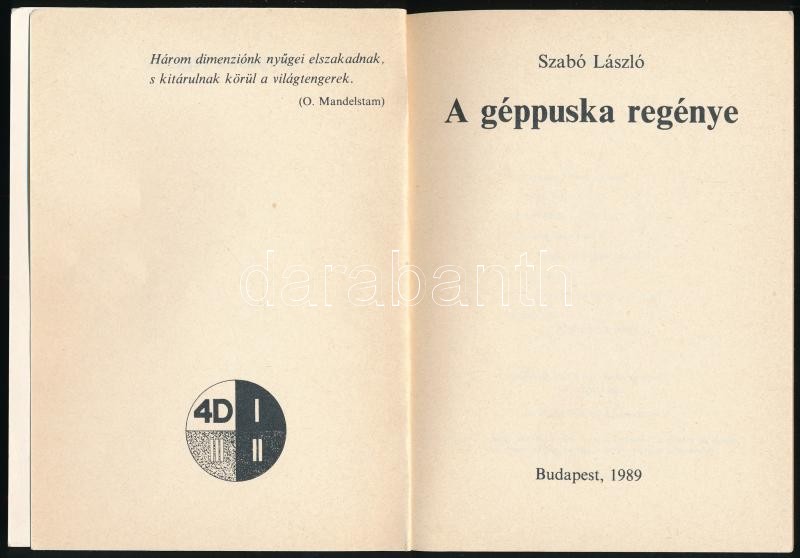 Három dimenziónk nyűgei elszakadnak,
s kitárulnak körül a világtengerek.
(O. Mandelstam)
4D I
III II
Szabó László
A géppuska regénye
Budapest, 1989
darabanth